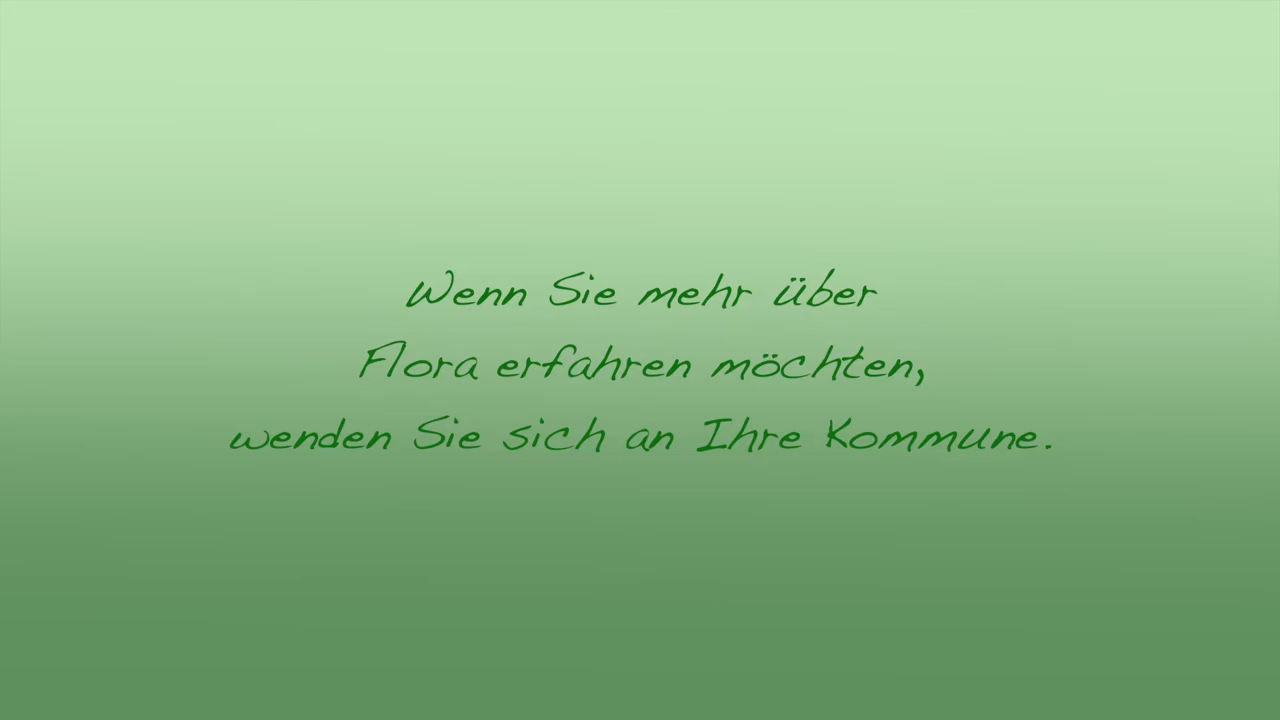 Wenn Sie mehr über
Flora erfahren möchten,
wenden Sie sich an Ihre Kommune.